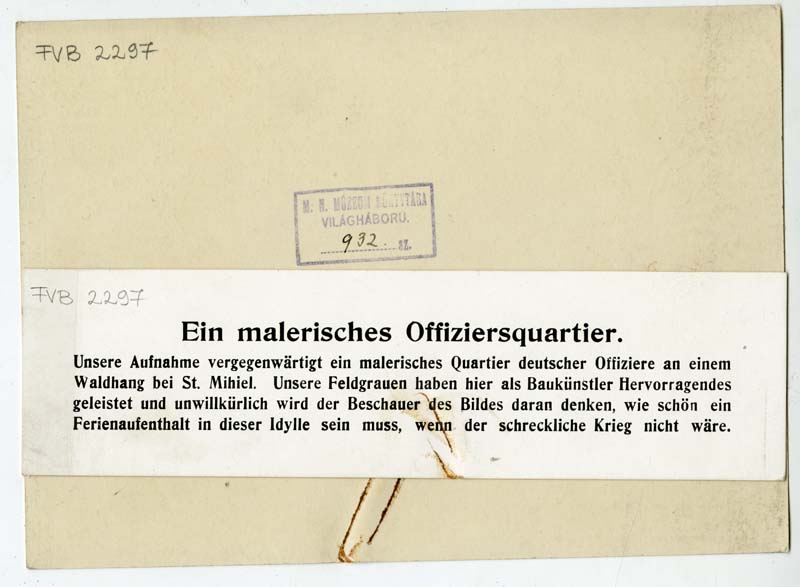 FVB 2297
M. N. MÚZEUM KÖNYVTÁRA
VILÁGHÁBORU.
932. SZ.
FVB 2297
Ein malerisches Offiziersquartier.
Unsere Aufnahme vergegenwärtigt ein malerisches Quartier deutscher Offiziere an einem
Waldhang bei St. Mihiel. Unsere Feldgrauen haben hier als Baukünstler Hervorragendes
geleistet und unwillkürlich wird der Beschauer des Bildes daran denken, wie schön ein
Ferienaufenthalt in dieser Idylle sein muss, wenn der schreckliche Krieg nicht wäre.